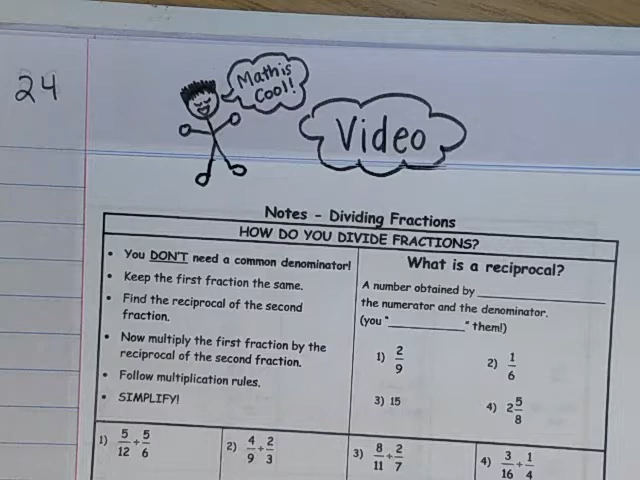 24
Math is
Cool!
Video
Notes - Dividing Fractions
HOW DO YOU DIVIDE FRACTIONS?
• You DON'T need a common denominator!
• Keep the first fraction the same.
• Find the reciprocal of the second
fraction.
• Now multiply the first fraction by the
reciprocal of the second fraction.
• Follow multiplication rules.
• SIMPLIFY!
What is a reciprocal?
A number obtained by ____________________
the numerator and the denominator.
(you "____________" them!)
1) 2/9
2) 1/6
3) 15
4) 2 5/8
1) 5/12 ÷ 5/6
2) 4/9 ÷ 2/3
3) 8/11 ÷ 2/7
4) 3/16 ÷ 1/4